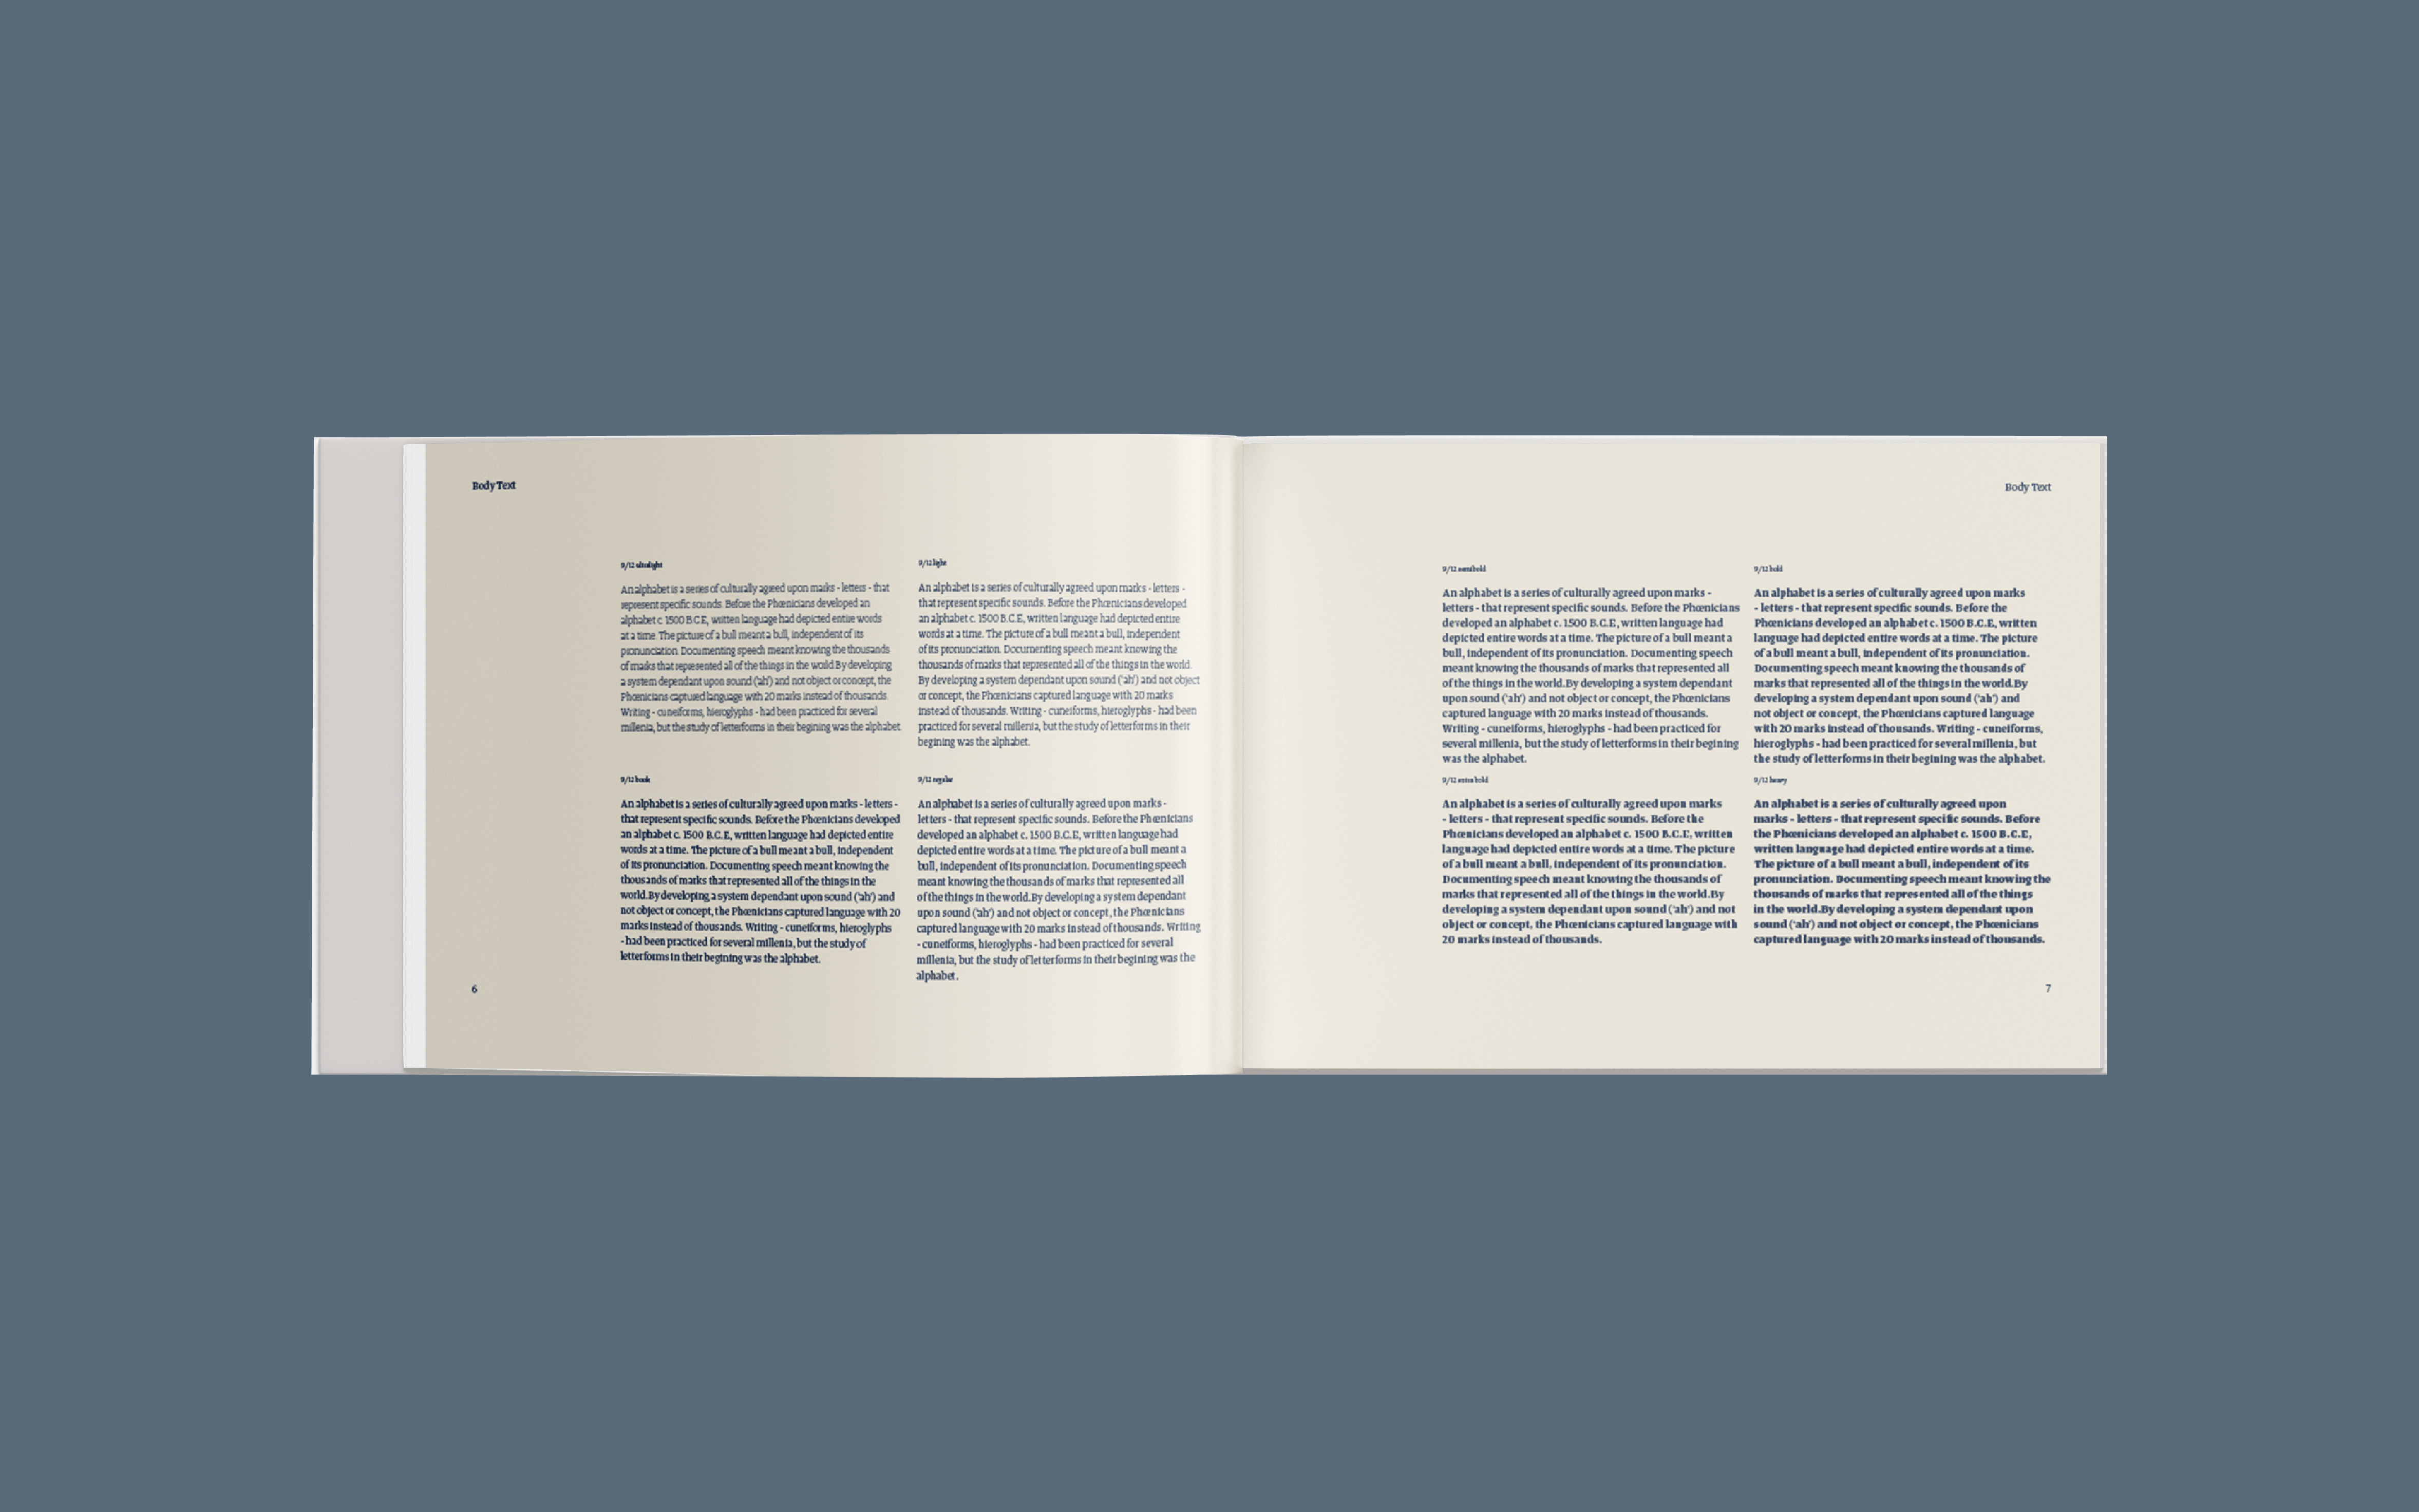 Body Text
9/12 ultralight
An alphabet is a series of culturally agreed upon marks - letters - that
represent specific sounds. Before the Phœnicians developed an
alphabet c. 1500 B.C.E, written language had depicted entire words
at a time. The picture of a bull meant a bull, independent of its
pronunciation. Documenting speech meant knowing the thousands
of marks that represented all of the things in the world.By developing
a system dependant upon sound ('ah') and not object or concept, the
Phœnicians captured language with 20 marks instead of thousands.
Writing - cuneiforms, hieroglyphs - had been practiced for several
millenia, but the study of letterforms in their begining was the alphabet.
9/12 light
An alphabet is a series of culturally agreed upon marks - letters -
that represent specific sounds. Before the Phœnicians developed
an alphabet c. 1500 B.C.E, written language had depicted entire
words at a time. The picture of a bull meant a bull, independent
of its pronunciation. Documenting speech meant knowing the
thousands of marks that represented all of the things in the world.
By developing a system dependant upon sound ('ah') and not object
or concept, the Phœnicians captured language with 20 marks
instead of thousands. Writing - cuneiforms, hieroglyphs - had been
practiced for several millenia, but the study of letterforms in their
begining was the alphabet.
9/12 book
An alphabet is a series of culturally agreed upon marks - letters -
that represent specific sounds. Before the Phœnicians developed
an alphabet c. 1500 B.C.E, written language had depicted entire
words at a time. The picture of a bull meant a bull, independent
of its pronunciation. Documenting speech meant knowing the
thousands of marks that represented all of the things in the
world.By developing a system dependant upon sound ('ah') and
not object or concept, the Phœnicians captured language with 20
marks instead of thousands. Writing - cuneiforms, hieroglyphs
- had been practiced for several millenia, but the study of
letterforms in their begining was the alphabet.
9/12 regular
An alphabet is a series of culturally agreed upon marks -
letters - that represent specific sounds. Before the Phœnicians
developed an alphabet c. 1500 B.C.E, written language had
depicted entire words at a time. The picture of a bull meant a
bull, independent of its pronunciation. Documenting speech
meant knowing the thousands of marks that represented all
of the things in the world.By developing a system dependant
upon sound ('ah') and not object or concept, the Phœnicians
captured language with 20 marks instead of thousands. Writing
- cuneiforms, hieroglyphs - had been practiced for several
millenia, but the study of letterforms in their begining was the
alphabet.
6
Body Text
9/12 semibold
An alphabet is a series of culturally agreed upon marks -
letters - that represent specific sounds. Before the Phœnicians
developed an alphabet c. 1500 B.C.E, written language had
depicted entire words at a time. The picture of a bull meant a
bull, independent of its pronunciation. Documenting speech
meant knowing the thousands of marks that represented all
of the things in the world.By developing a system dependant
upon sound ('ah') and not object or concept, the Phœnicians
captured language with 20 marks instead of thousands.
Writing - cuneiforms, hieroglyphs - had been practiced for
several millenia, but the study of letterforms in their begining
was the alphabet.
9/12 bold
An alphabet is a series of culturally agreed upon marks
- letters - that represent specific sounds. Before the
Phœnicians developed an alphabet c. 1500 B.C.E, written
language had depicted entire words at a time. The picture
of a bull meant a bull, independent of its pronunciation.
Documenting speech meant knowing the thousands of
marks that represented all of the things in the world.By
developing a system dependant upon sound ('ah') and
not object or concept, the Phœnicians captured language
with 20 marks instead of thousands. Writing - cuneiforms,
hieroglyphs - had been practiced for several millenia, but
the study of letterforms in their begining was the alphabet.
9/12 extra bold
An alphabet is a series of culturally agreed upon marks
- letters - that represent specific sounds. Before the
Phœnicians developed an alphabet c. 1500 B.C.E, written
language had depicted entire words at a time. The picture
of a bull meant a bull, independent of its pronunciation.
Documenting speech meant knowing the thousands of
marks that represented all of the things in the world.By
developing a system dependant upon sound ('ah') and not
object or concept, the Phœnicians captured language with
20 marks instead of thousands.
9/12 heavy
An alphabet is a series of culturally agreed upon
marks - letters - that represent specific sounds. Before
the Phœnicians developed an alphabet c. 1500 B.C.E,
written language had depicted entire words at a time.
The picture of a bull meant a bull, independent of its
pronunciation. Documenting speech meant knowing the
thousands of marks that represented all of the things
in the world.By developing a system dependant upon
sound ('ah') and not object or concept, the Phœnicians
captured language with 20 marks instead of thousands.
7